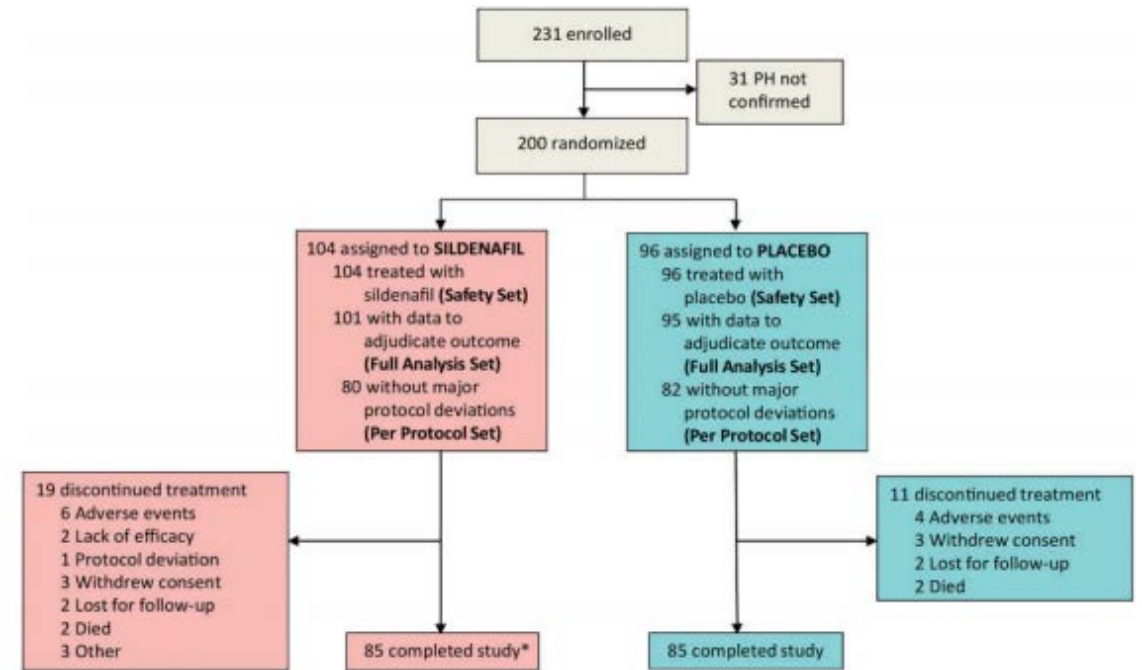 231 enrolled
31 PH not
confirmed
200 randomized
104 assigned to SILDENAFIL
104 treated with
sildenafil (Safety Set)
101 with data to
adjudicate outcome
(Full Analysis Set)
80 without major
protocol deviations
(Per Protocol Set)
96 assigned to PLACEBO
96 treated with
placebo (Safety Set)
95 with data to
adjudicate outcome
(Full Analysis Set)
82 without major
protocol deviations
(Per Protocol Set)
19 discontinued treatment
6 Adverse events
2 Lack of efficacy
1 Protocol deviation
3 Withdrew consent
2 Lost for follow-up
2 Died
3 Other
11 discontinued treatment
4 Adverse events
3 Withdrew consent
2 Lost for follow-up
2 Died
85 completed study*
85 completed study